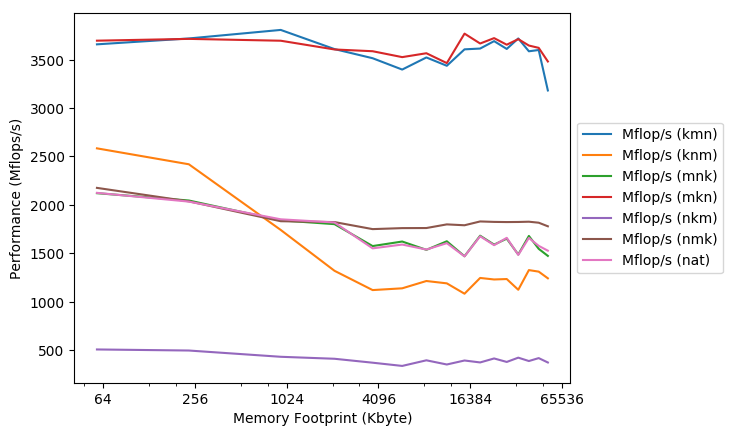 3500
3000
2500
2000
1500
1000
500
Performance (Mflops/s)
64 256 1024 4096 16384 65536
Memory Footprint (Kbyte)
Mflop/s (kmn)
Mflop/s (knm)
Mflop/s (mnk)
Mflop/s (mkn)
Mflop/s (nkm)
Mflop/s (nmk)
Mflop/s (nat)